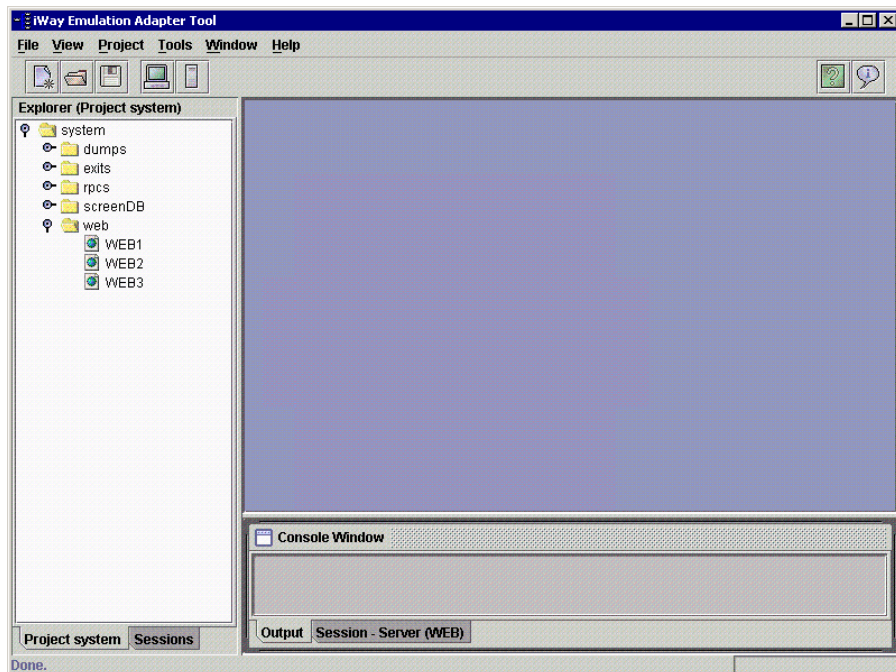 iWay Emulation Adapter Tool
File View Project Tools Window Help
Explorer (Project system)
system
dumps
exits
rpcs
screenDB
web
WEB1
WEB2
WEB3
Console Window
Output Session - Server (WEB)
Project system Sessions
Done.